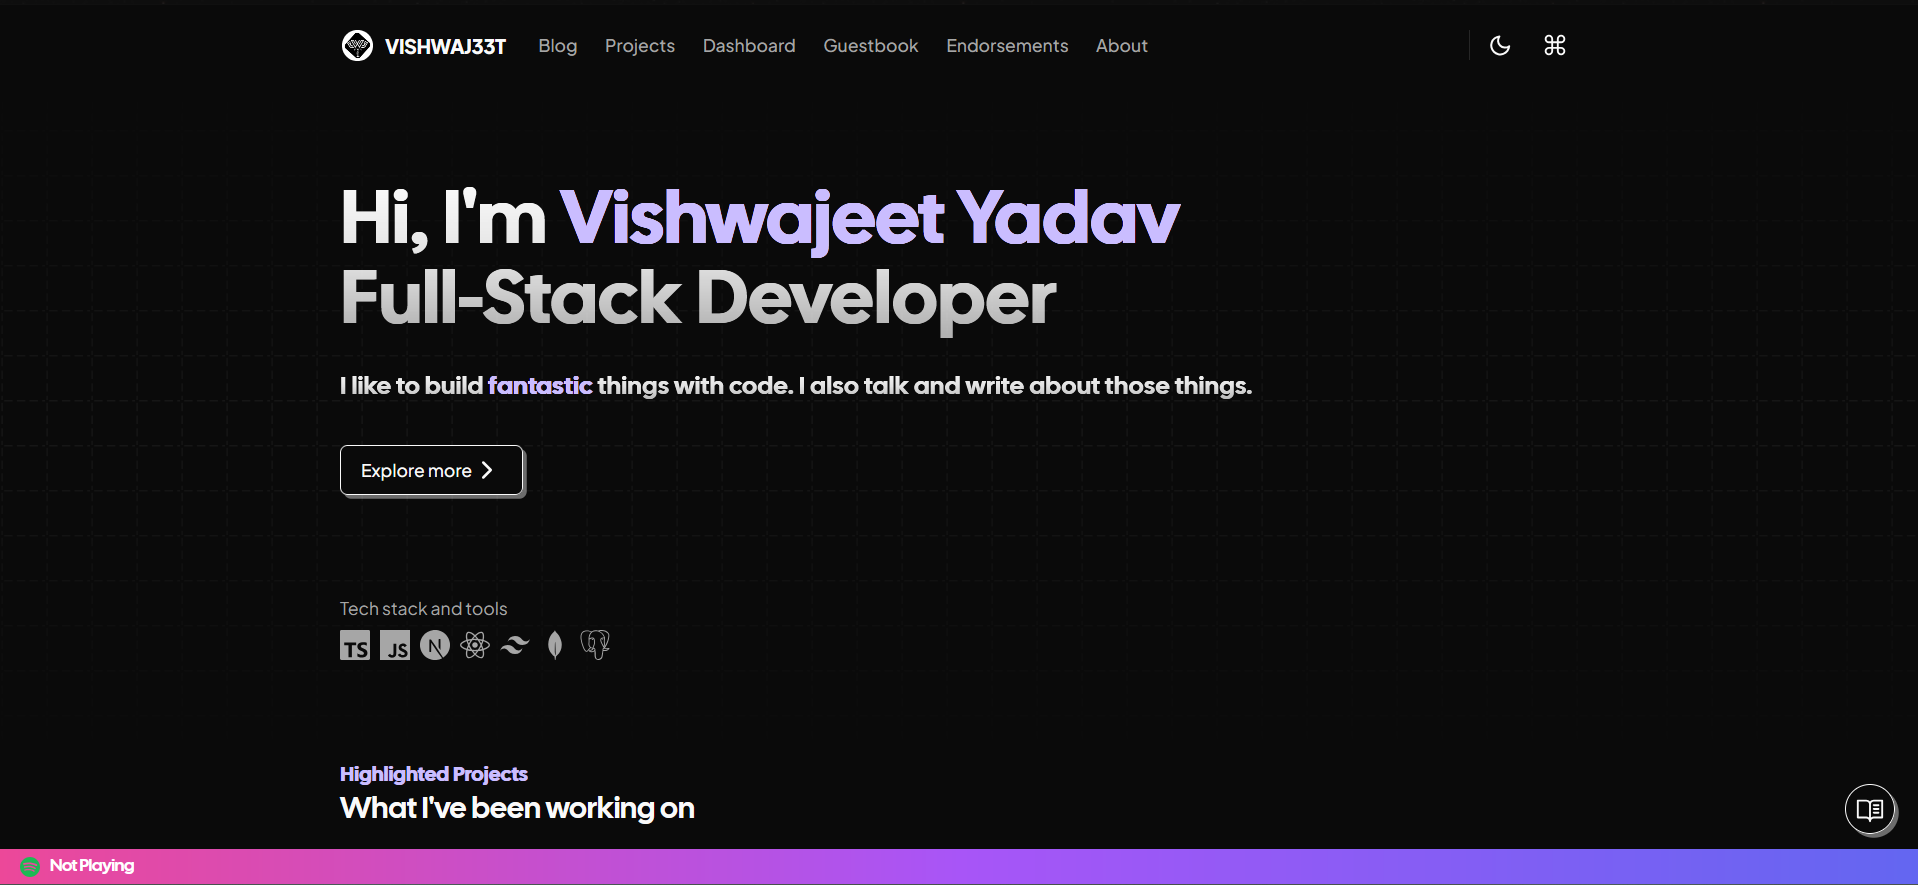 VISHWAJ33T Blog Projects Dashboard Guestbook Endorsements About
Hi, I'm Vishwajeet Yadav
Full-Stack Developer
I like to build fantastic things with code. I also talk and write about those things.
Explore more
Tech stack and tools
TS JS N
Highlighted Projects
What I've been working on
Not Playing